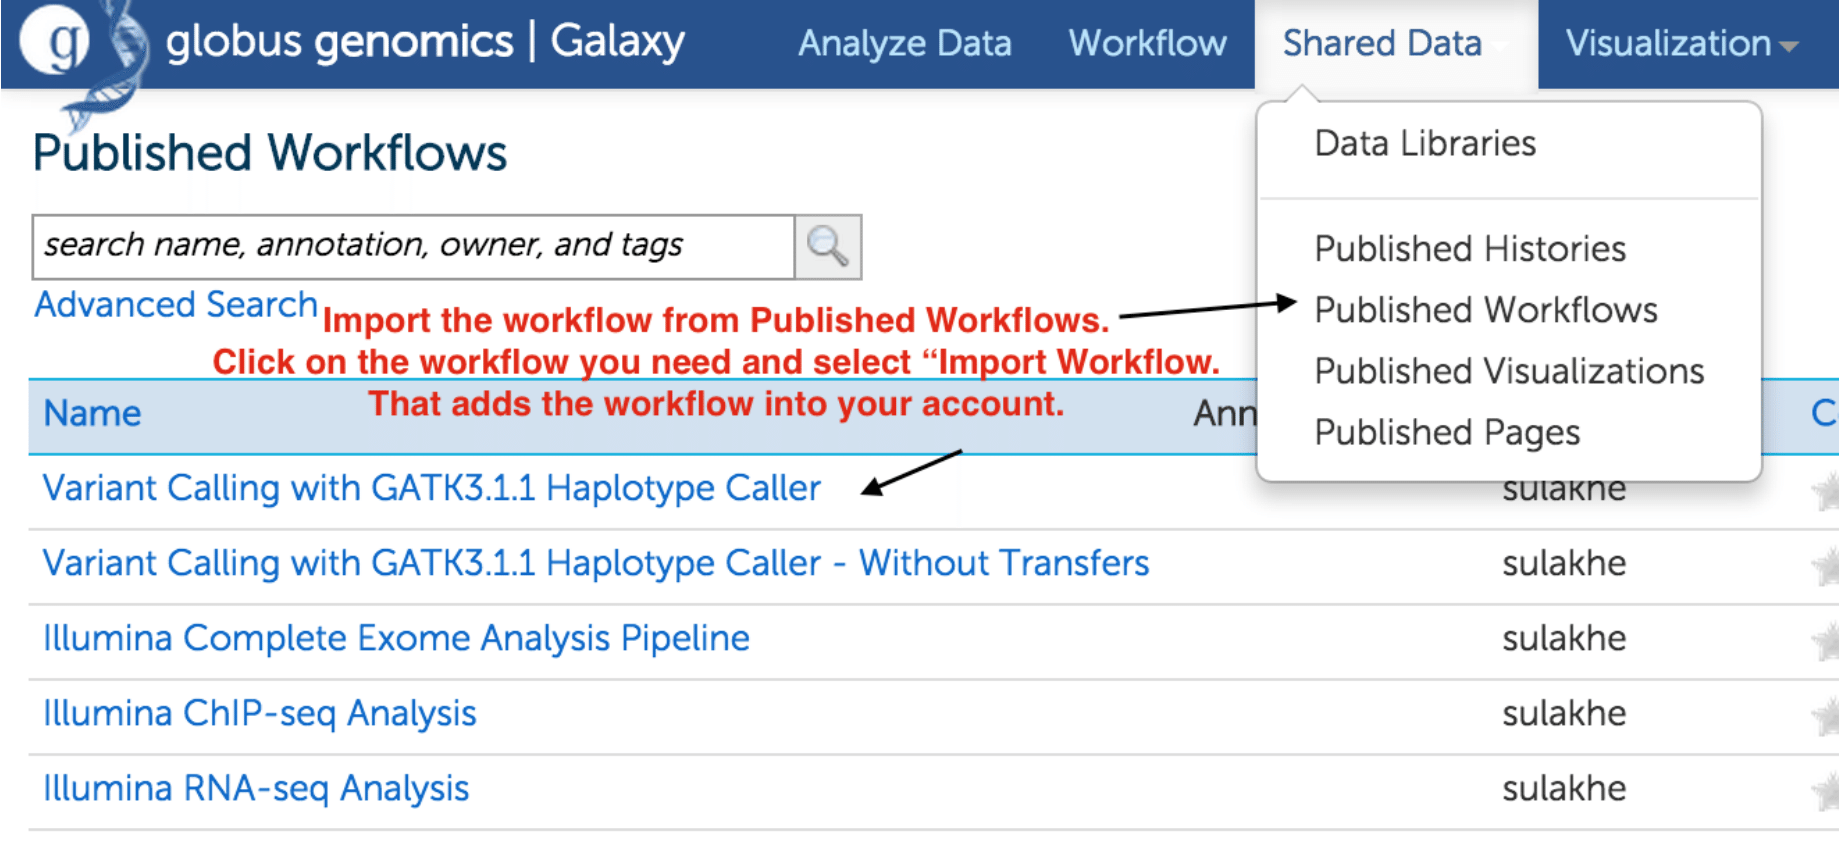 g globus genomics | Galaxy Analyze Data Workflow Shared Data Visualization
Published Workflows
search name, annotation, owner, and tags
Advanced Search
Import the workflow from Published Workflows.
Click on the workflow you need and select “Import Workflow.
That adds the workflow into your account.
Data Libraries
Published Histories
Published Workflows
Published Visualizations
Published Pages
Name Ann C
Variant Calling with GATK3.1.1 Haplotype Caller sulakhe
Variant Calling with GATK3.1.1 Haplotype Caller - Without Transfers sulakhe
Illumina Complete Exome Analysis Pipeline sulakhe
Illumina ChIP-seq Analysis sulakhe
Illumina RNA-seq Analysis sulakhe